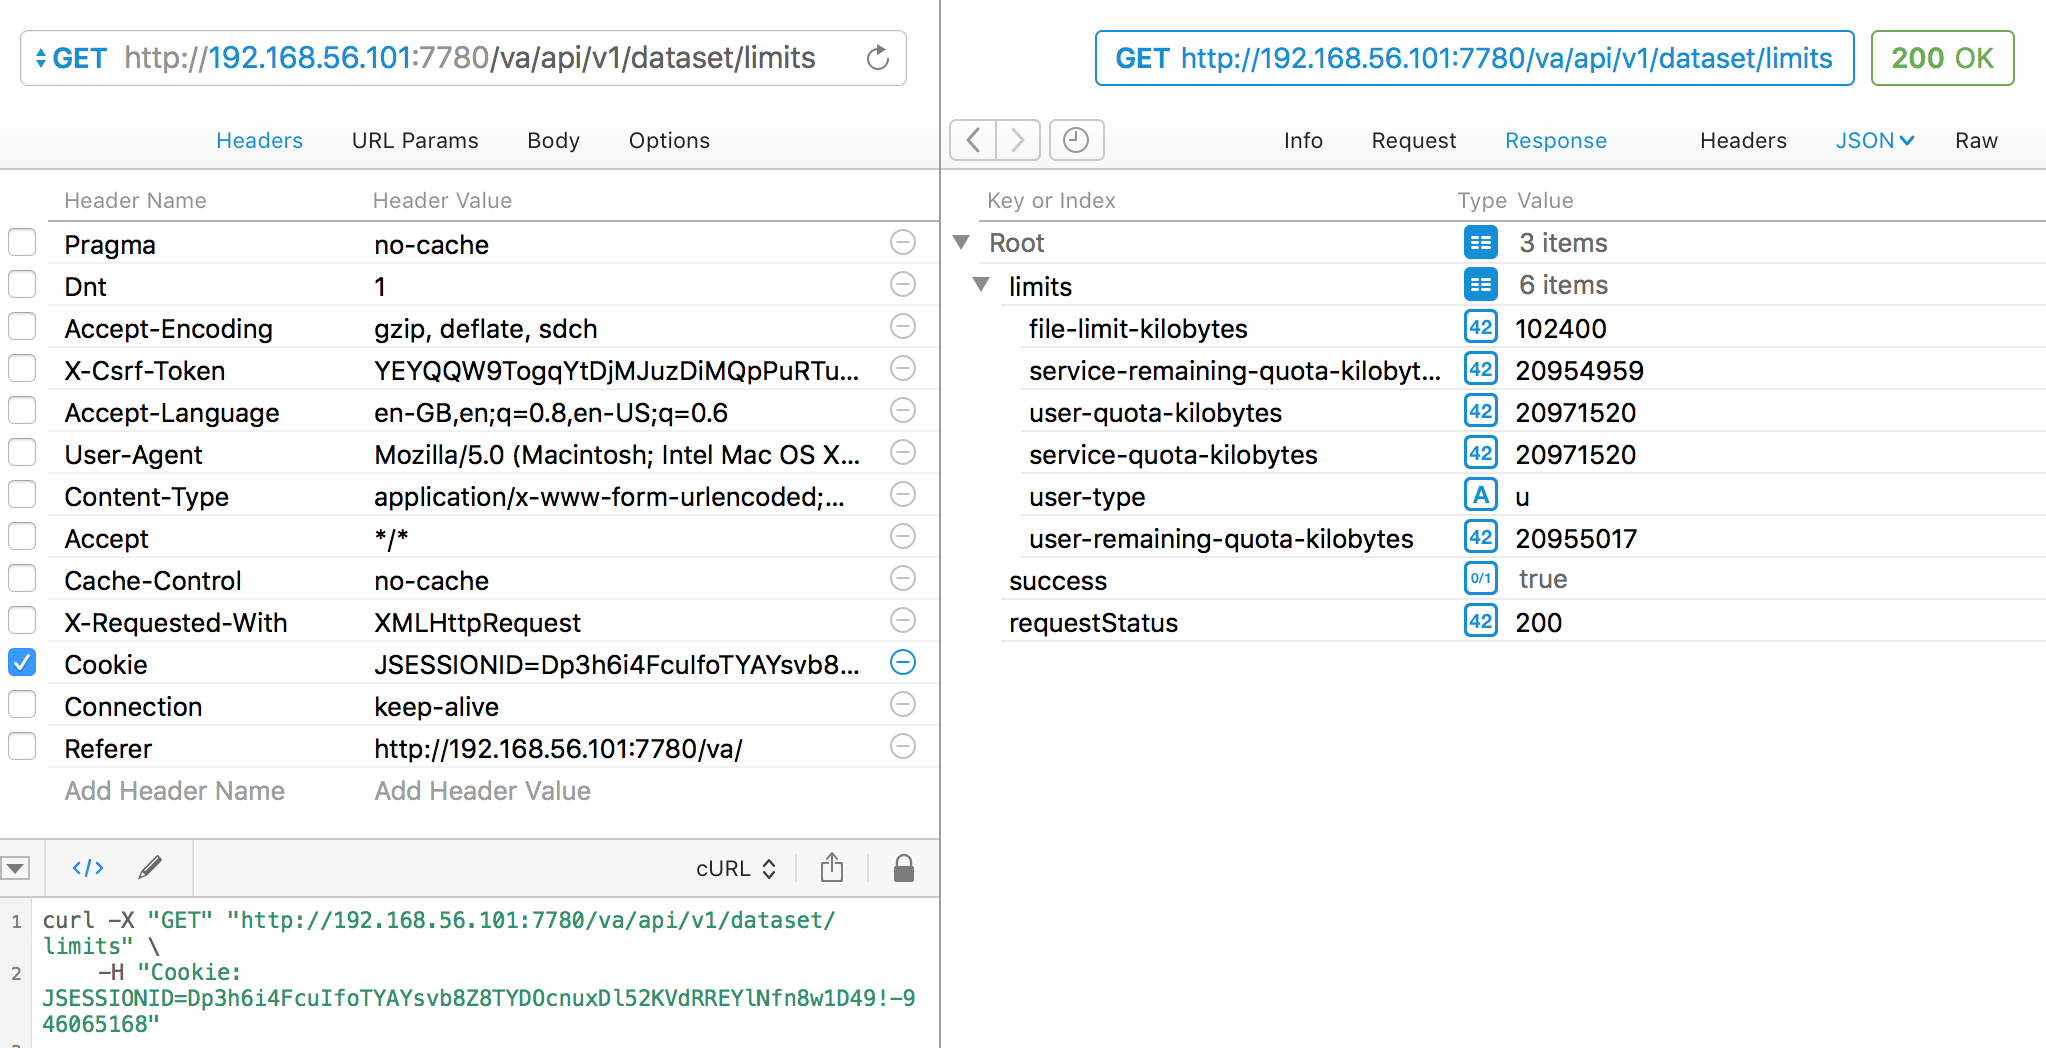 GET http://192.168.56.101:7780/va/api/v1/dataset/limits
Headers URL Params Body Options
Header Name Header Value
Pragma no-cache
Dnt 1
Accept-Encoding gzip, deflate, sdch
X-Csrf-Token YEYQQW9TogqYtDjMJuzDiMQpPuRTu...
Accept-Language en-GB,en;q=0.8,en-US;q=0.6
User-Agent Mozilla/5.0 (Macintosh; Intel Mac OS X...
Content-Type application/x-www-form-urlencoded;...
Accept */*
Cache-Control no-cache
X-Requested-With XMLHttpRequest
Cookie JSESSIONID=Dp3h6i4FcuIfoTYAYsvb8...
Connection keep-alive
Referer http://192.168.56.101:7780/va/
Add Header Name Add Header Value
</> cURL
1 curl -X "GET" "http://192.168.56.101:7780/va/api/v1/dataset/
limits" \
2 -H "Cookie:
JSESSIONID=Dp3h6i4FcuIfoTYAYsvb8Z8TYDOcnuxDl52KVdRREYlNfn8w1D49!-9
46065168"
GET http://192.168.56.101:7780/va/api/v1/dataset/limits 200 OK
Info Request Response Headers JSON Raw
Key or Index Type Value
Root 3 items
limits 6 items
file-limit-kilobytes 42 102400
service-remaining-quota-kilobyt... 42 20954959
user-quota-kilobytes 42 20971520
service-quota-kilobytes 42 20971520
user-type A u
user-remaining-quota-kilobytes 42 20955017
success 0/1 true
requestStatus 42 200